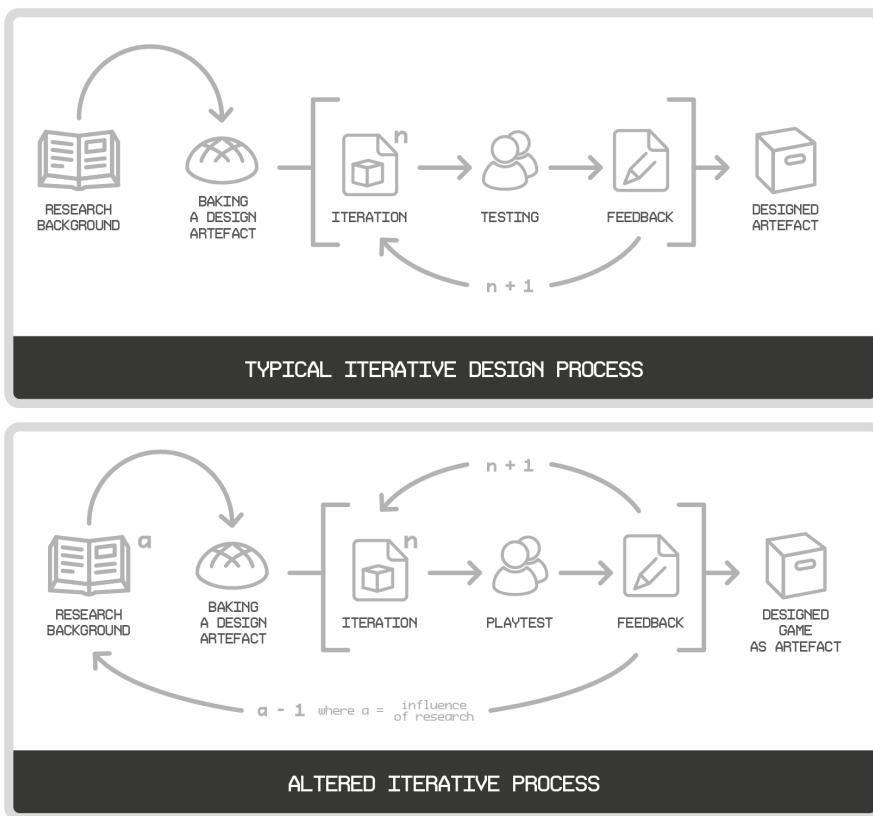 n
RESEARCH
BACKGROUND
BAKING
A DESIGN
ARTEFACT
ITERATION
TESTING
FEEDBACK
DESIGNED
ARTEFACT
n + 1
TYPICAL ITERATIVE DESIGN PROCESS
n + 1
a
n
RESEARCH
BACKGROUND
BAKING
A DESIGN
ARTEFACT
ITERATION
PLAYTEST
FEEDBACK
DESIGNED
GAME
AS ARTEFACT
a - 1 where a = influence
of research
ALTERED ITERATIVE PROCESS